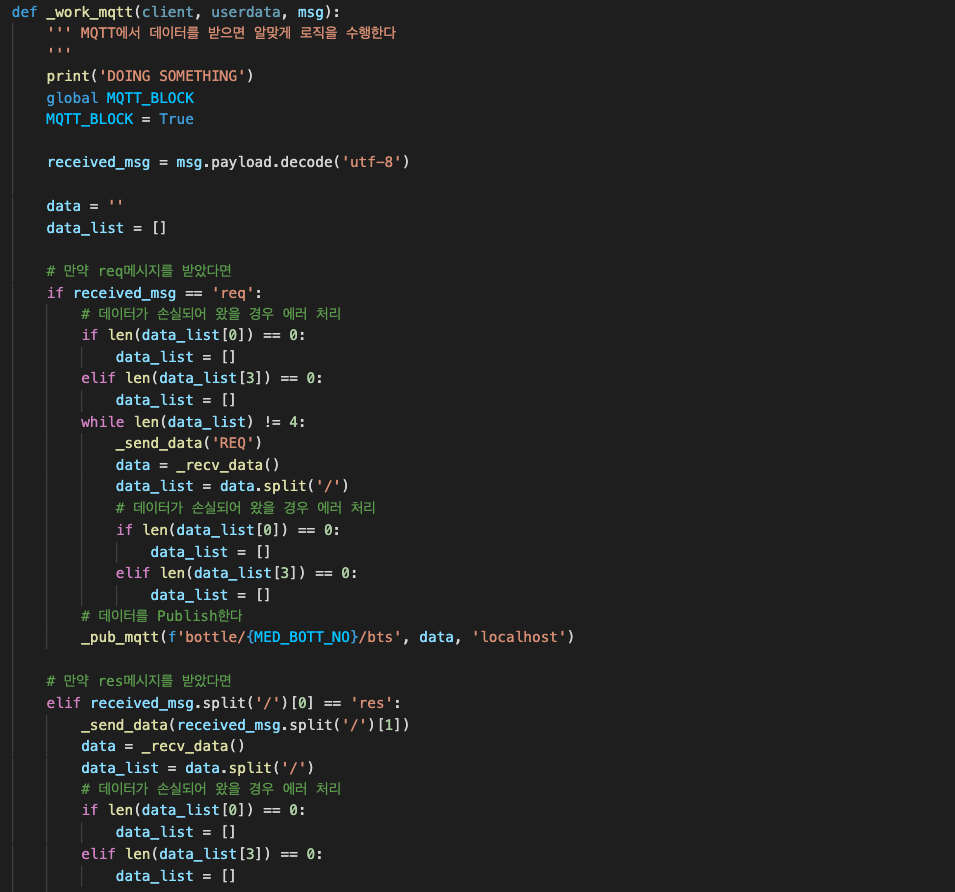 def _work_mqtt(client, userdata, msg):
    ''' MQTT에서 데이터를 받으면 알맞게 로직을 수행한다
    '''
    print('DOING SOMETHING')
    global MQTT_BLOCK
    MQTT_BLOCK = True

    received_msg = msg.payload.decode('utf-8')

    data = ''
    data_list = []

    # 만약 req메시지를 받았다면
    if received_msg == 'req':
        # 데이터가 손실되어 왔을 경우 에러 처리
        if len(data_list[0]) == 0:
            data_list = []
        elif len(data_list[3]) == 0:
            data_list = []
        while len(data_list) != 4:
            _send_data('REQ')
            data = _recv_data()
            data_list = data.split('/')
            # 데이터가 손실되어 왔을 경우 에러 처리
            if len(data_list[0]) == 0:
                data_list = []
            elif len(data_list[3]) == 0:
                data_list = []
        # 데이터를 Publish한다
        _pub_mqtt(f'bottle/{MED_BOTT_NO}/bts', data, 'localhost')

    # 만약 res메시지를 받았다면
    elif received_msg.split('/')[0] == 'res':
        _send_data(received_msg.split('/')[1])
        data = _recv_data()
        data_list = data.split('/')
        # 데이터가 손실되어 왔을 경우 에러 처리
        if len(data_list[0]) == 0:
            data_list = []
        elif len(data_list[3]) == 0:
            data_list = []